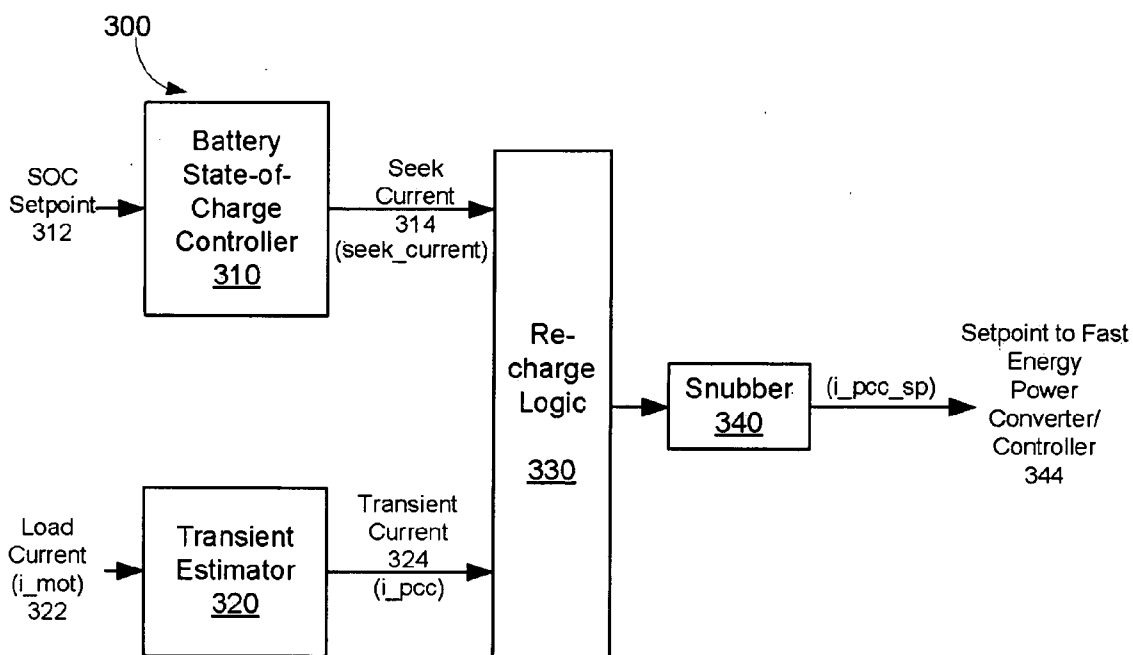 300
Battery
State-of-
Charge
Controller
310
SOC
Setpoint
312
Seek
Current
314
(seek_current)
Re-
charge
Logic
330
Snubber
340
(i_pcc_sp)
Setpoint to Fast
Energy
Power
Converter/
Controller
344
Load
Current
(i_mot)
322
Transient
Estimator
320
Transient
Current
324
(i_pcc)